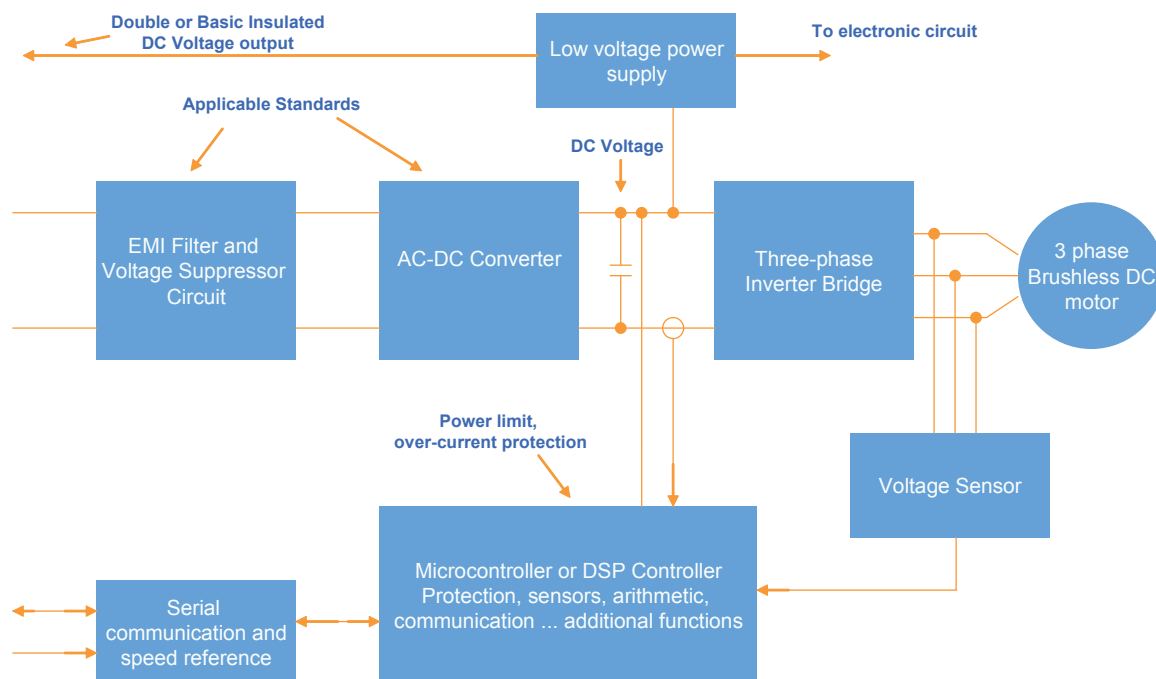 Double or Basic Insulated
DC Voltage output
Low voltage power
supply
To electronic circuit
Applicable Standards
DC Voltage
EMI Filter and
Voltage Suppressor
Circuit
AC-DC Converter
Three-phase
Inverter Bridge
3 phase
Brushless DC
motor
Power limit,
over-current protection
Voltage Sensor
Microcontroller or DSP Controller
Protection, sensors, arithmetic,
communication ... additional functions
Serial
communication and
speed reference